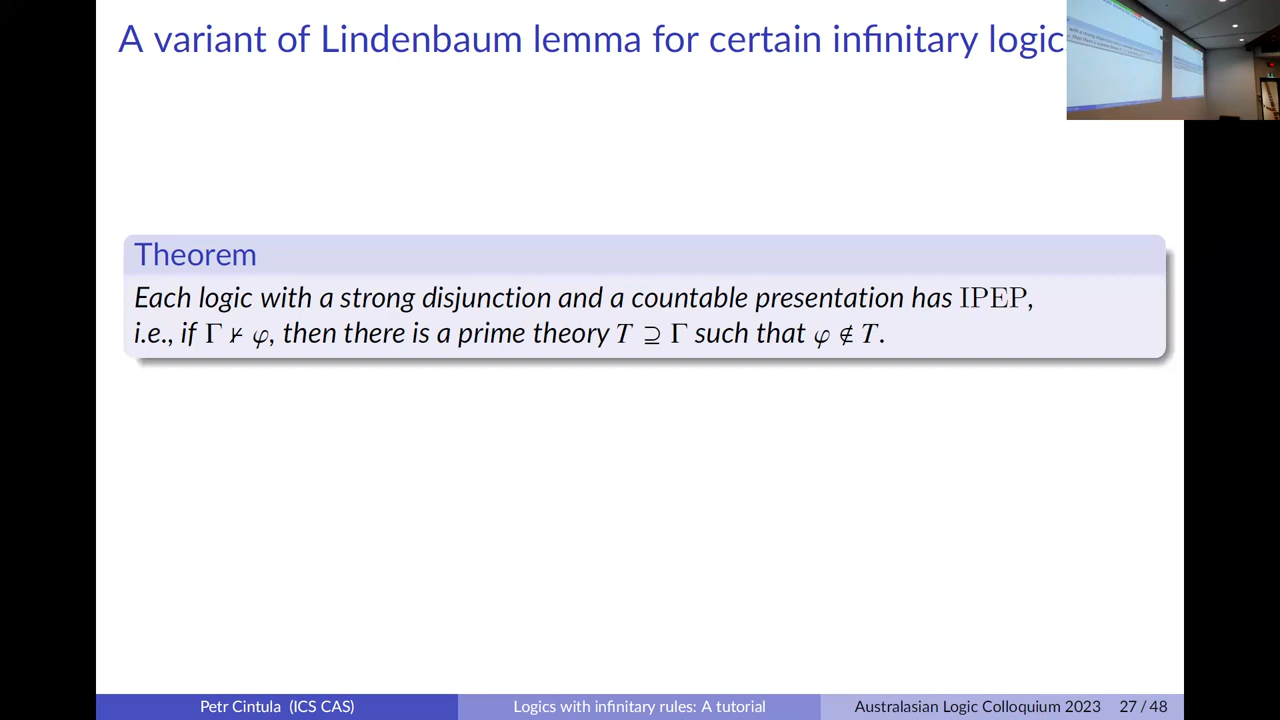 A variant of Lindenbaum lemma for certain infinitary logic
Theorem
Each logic with a strong disjunction and a countable presentation has IPEP,
i.e., if Γ ⊬ φ, then there is a prime theory T ⊇ Γ such that φ ∉ T.
Petr Cintula (ICS CAS)
Logics with infinitary rules: A tutorial
Australasian Logic Colloquium 2023
27 / 48